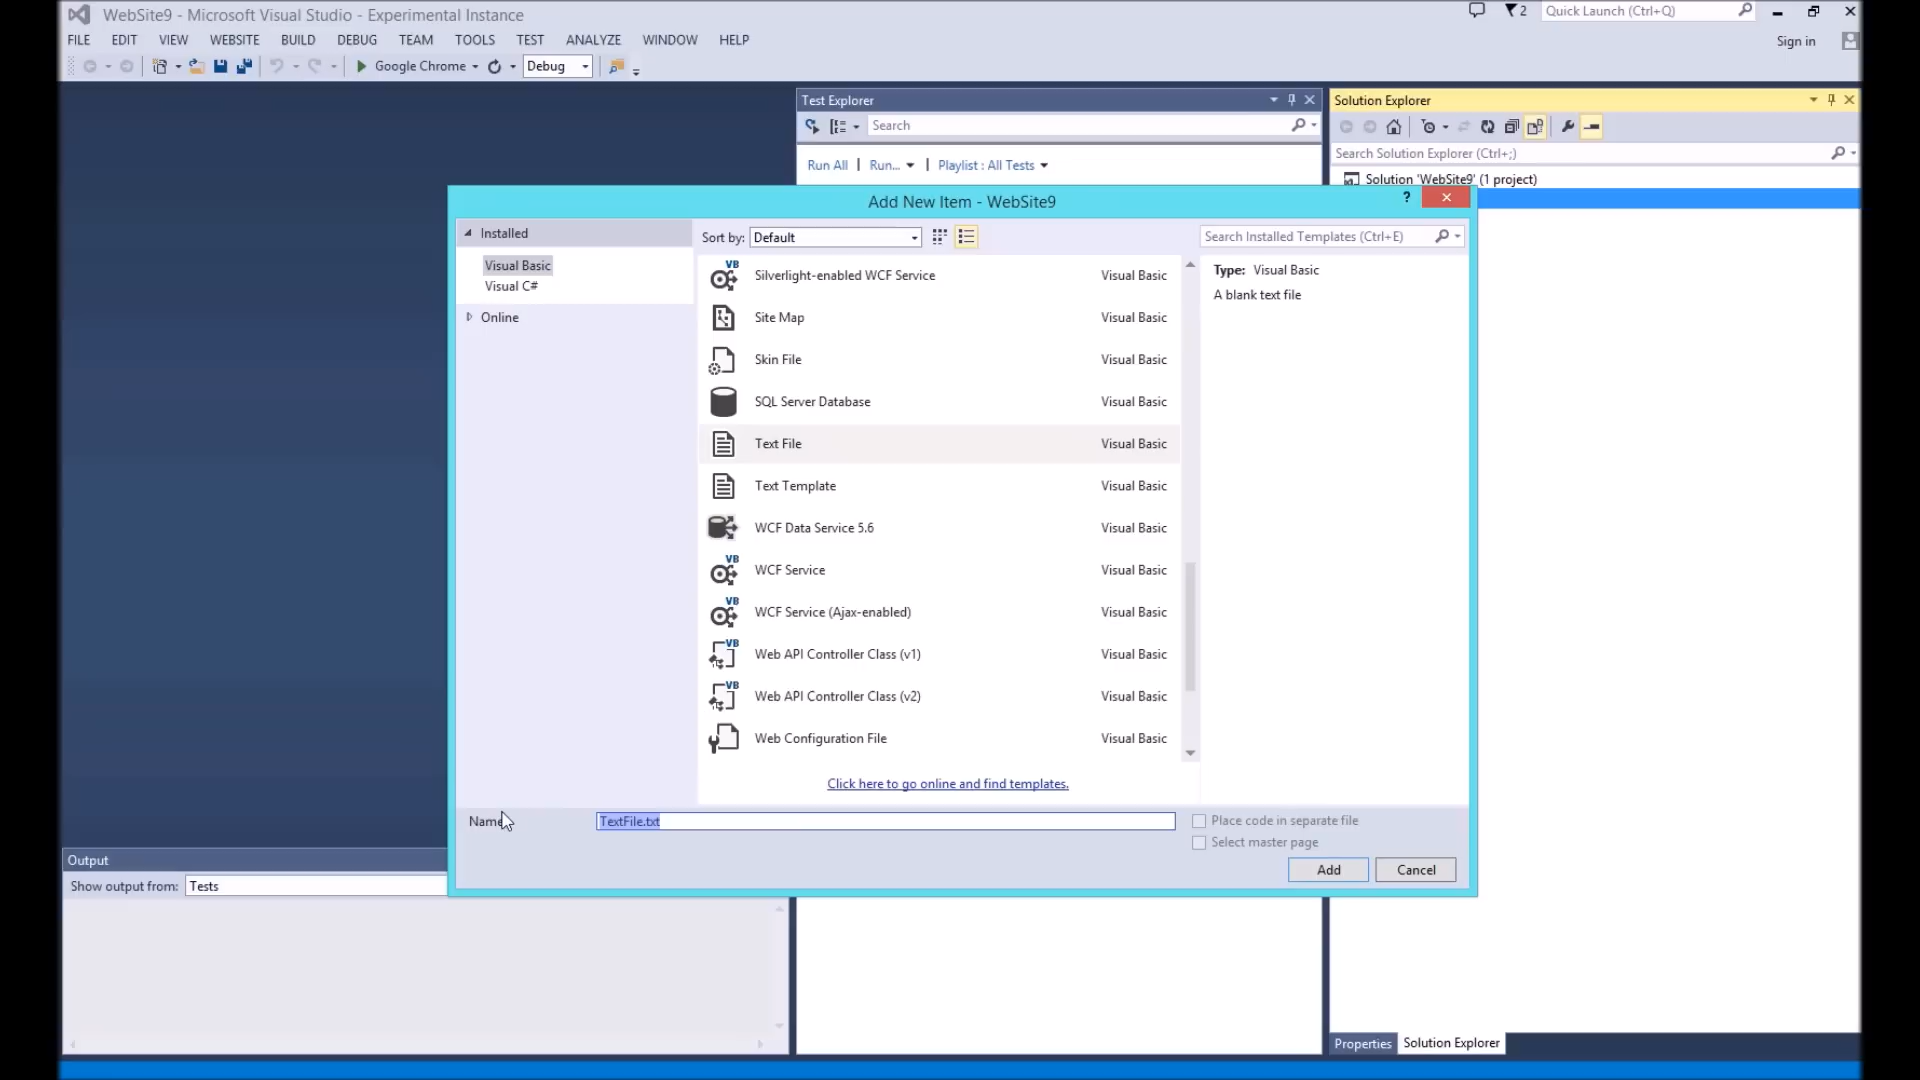 WebSite9 - Microsoft Visual Studio - Experimental Instance
2
Quick Launch (Ctrl+Q)
FILE EDIT VIEW WEBSITE BUILD DEBUG TEAM TOOLS TEST ANALYZE WINDOW HELP
Sign in
Google Chrome
Debug
Test Explorer
Search
Run All | Run... | Playlist : All Tests
Solution Explorer
Search Solution Explorer (Ctrl+;)
Solution 'WebSite9' (1 project)
Add New Item - WebSite9
?
Installed
Visual Basic
Visual C#
Online
Sort by: Default
Search Installed Templates (Ctrl+E)
VB Silverlight-enabled WCF Service Visual Basic
Site Map Visual Basic
Skin File Visual Basic
SQL Server Database Visual Basic
Text File Visual Basic
Text Template Visual Basic
WCF Data Service 5.6 Visual Basic
VB WCF Service Visual Basic
VB WCF Service (Ajax-enabled) Visual Basic
VB Web API Controller Class (v1) Visual Basic
VB Web API Controller Class (v2) Visual Basic
Web Configuration File Visual Basic
Click here to go online and find templates.
Type: Visual Basic
A blank text file
Name
TextFile.txt
Place code in separate file
Select master page
Add
Cancel
Output
Show output from: Tests
Properties
Solution Explorer